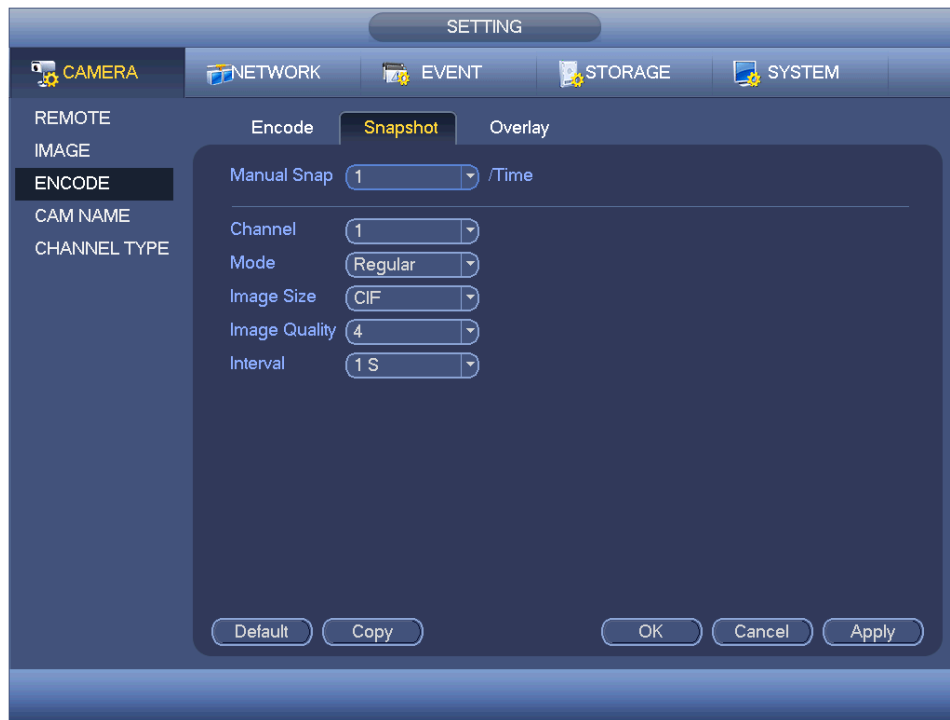 SETTING
CAMERA NETWORK EVENT STORAGE SYSTEM
REMOTE
IMAGE
ENCODE
CAM NAME
CHANNEL TYPE
Encode Snapshot Overlay
Manual Snap 1 /Time
Channel 1
Mode Regular
Image Size CIF
Image Quality 4
Interval 1 S
Default Copy OK Cancel Apply